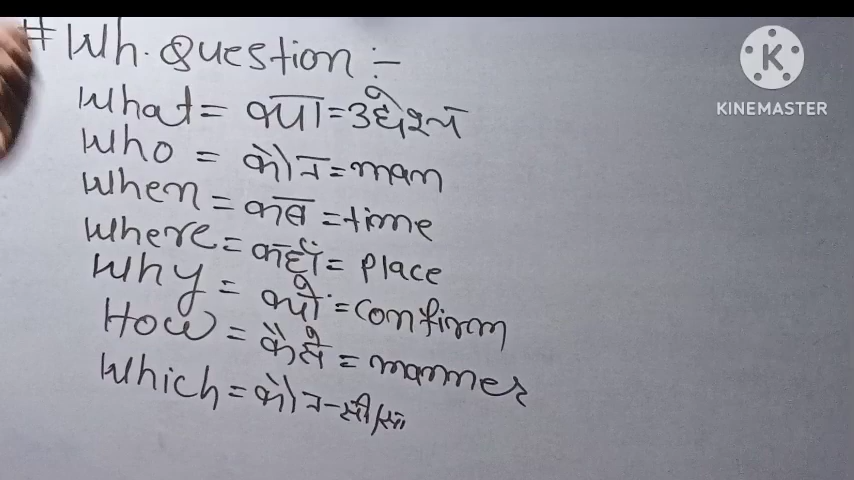 # Wh. Question :-
What = क्या = उद्देश्य
Who = कौन = man
When = कब = time
Where = कहाँ = place
Why = क्यों = confirm
How = कैसे = manner
Which = कौन-सी/सा
K
KINEMASTER